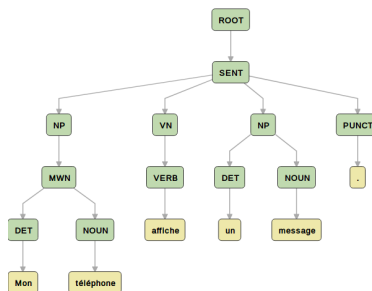 ROOT
SENT
NP VN NP PUNCT
MWN VERB DET NOUN .
DET NOUN affiche un message
Mon téléphone